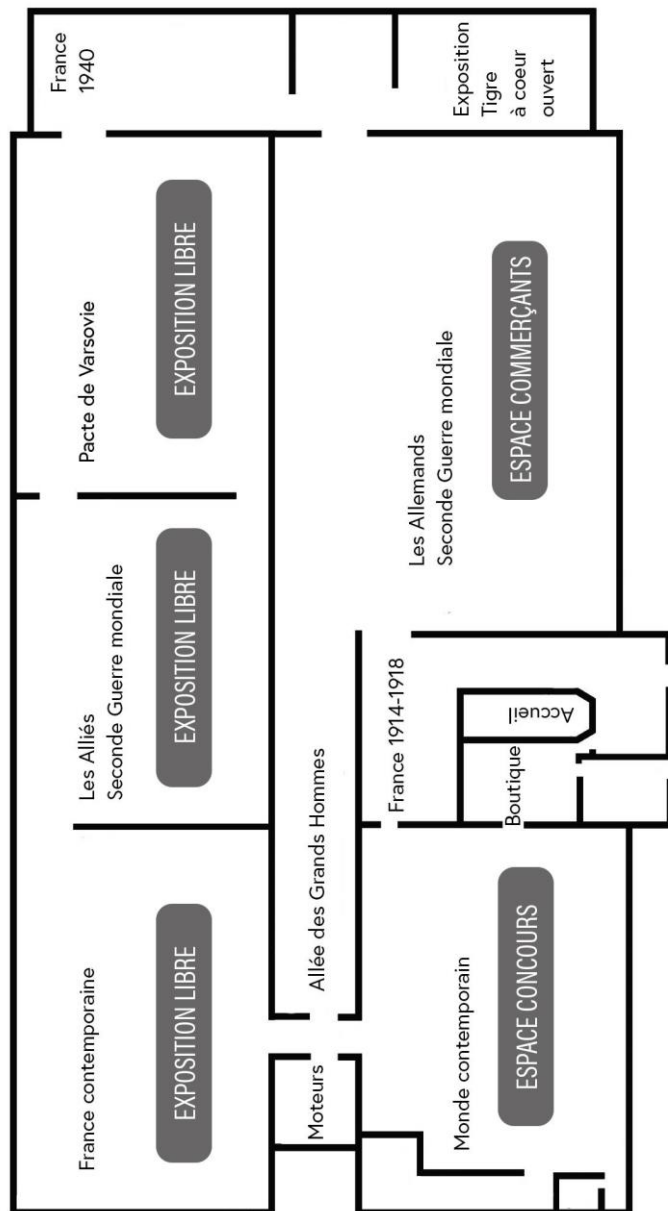 France contemporaine
EXPOSITION LIBRE
Les Alliés
Seconde Guerre mondiale
EXPOSITION LIBRE
Pacte de Varsovie
EXPOSITION LIBRE
France
1940
Moteurs
Allée des Grands Hommes
Monde contemporain
ESPACE CONCOURS
France 1914-1918
Boutique
Accueil
Les Allemands
Seconde Guerre mondiale
ESPACE COMMERÇANTS
Exposition
Tigre
à coeur
ouvert